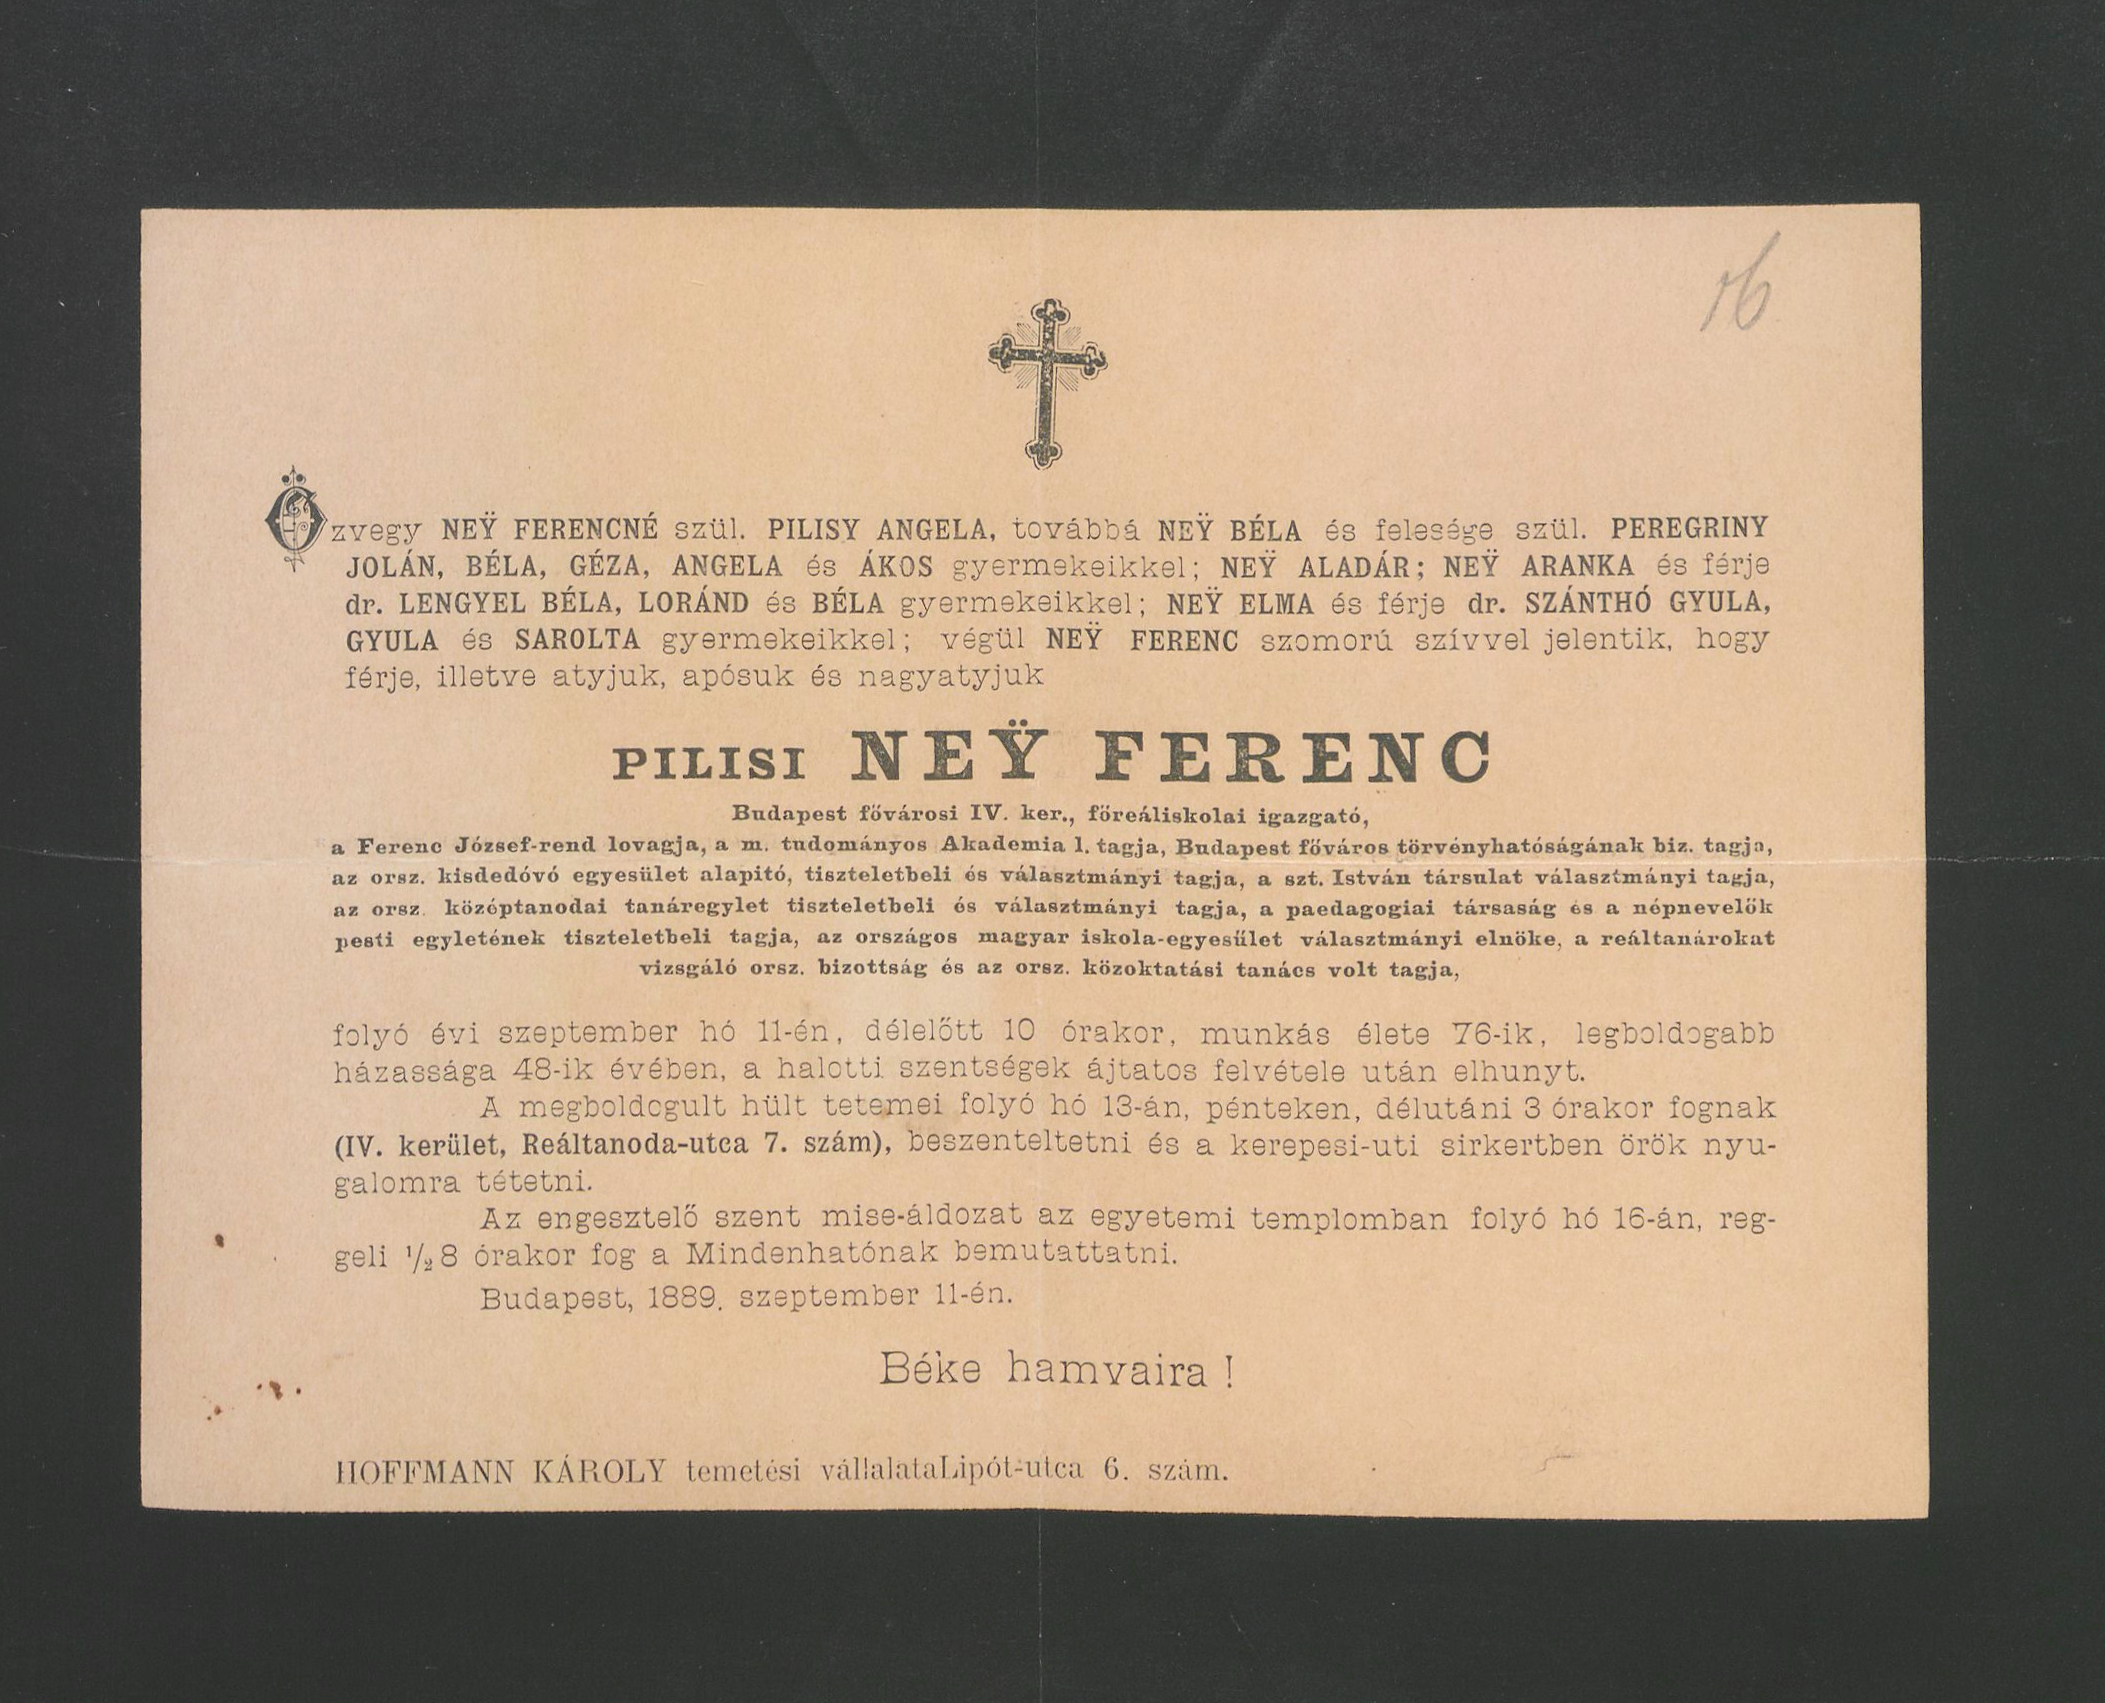 16
Özvegy NEŸ FERENCNÉ szül. PILISY ANGELA, továbbá NEŸ BÉLA és felesége szül. PEREGRINY
JOLÁN, BÉLA, GÉZA, ANGELA és ÁKOS gyermekeikkel; NEŸ ALADÁR; NEŸ ARANKA és férje
dr. LENGYEL BÉLA, LORÁND és BÉLA gyermekeikkel; NEŸ ELMA és férje dr. SZÁNTHÓ GYULA,
GYULA és SAROLTA gyermekeikkel; végül NEŸ FERENC szomorú szívvel jelentik, hogy
férje, illetve atyjuk, apósuk és nagyatyjuk
PILISI NEŸ FERENC
Budapest fővárosi IV. ker., főreáliskolai igazgató,
a Ferenc József-rend lovagja, a m. tudományos Akademia l. tagja, Budapest főváros törvényhatóságának biz. tagja,
az orsz. kisdedóvó egyesület alapitó, tiszteletbeli és választmányi tagja, a szt. István társulat választmányi tagja,
az orsz. középtanodai tanáregylet tiszteletbeli és választmányi tagja, a paedagogiai társaság és a népnevelők
pesti egyletének tiszteletbeli tagja, az országos magyar iskola-egyesület választmányi elnöke, a reáltanárokat
vizsgáló orsz. bizottság és az orsz. közoktatási tanács volt tagja,
folyó évi szeptember hó 11-én, délelőtt 10 órakor, munkás élete 76-ik, legboldogabb
házassága 48-ik évében, a halotti szentségek ájtatos felvétele után elhunyt.
A megboldogult hült tetemei folyó hó 13-án, pénteken, délutáni 3 órakor fognak
(IV. kerület, Reáltanoda-utca 7. szám), beszenteltetni és a kerepesi-uti sirkertben örök nyu-
galomra tétetni.
Az engesztelő szent mise-áldozat az egyetemi templomban folyó hó 16-án, reg-
geli 1/2 8 órakor fog a Mindenhatónak bemutattatni.
Budapest, 1889. szeptember 11-én.
Béke hamvaira !
HOFFMANN KÁROLY temetési vállalataLipót-utca 6. szám.